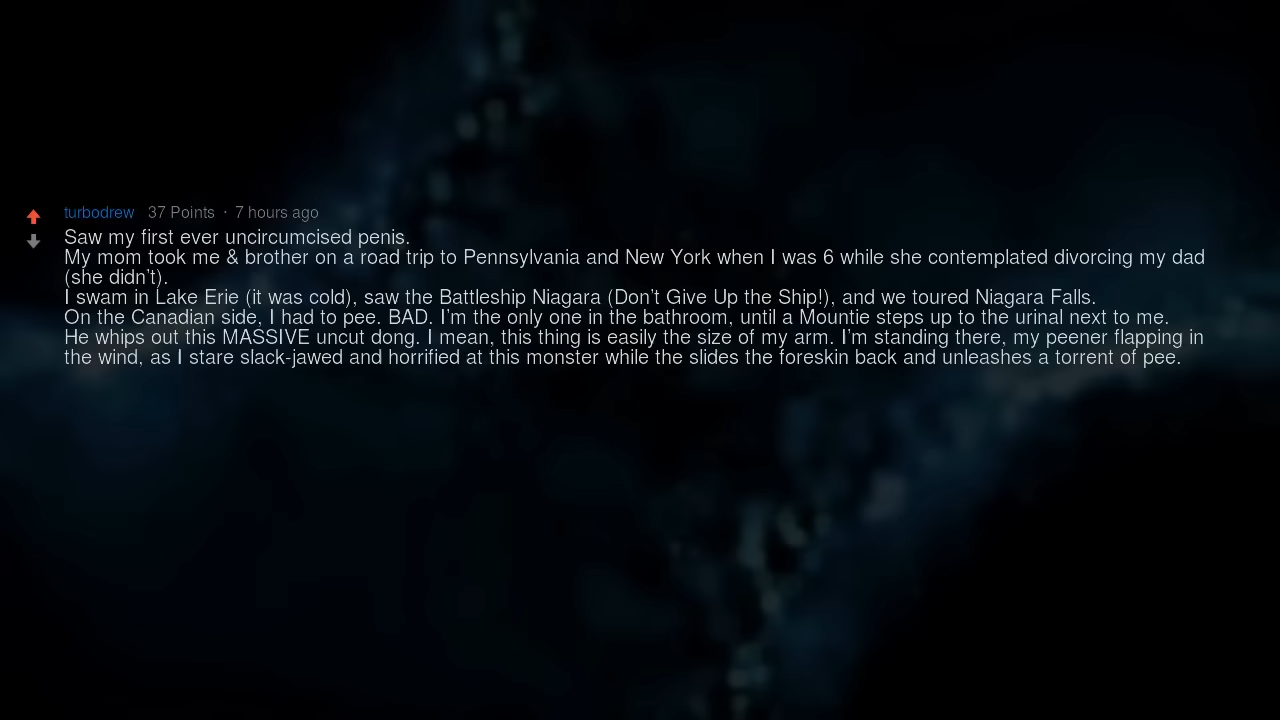 turbodrew 37 Points · 7 hours ago
Saw my first ever uncircumcised penis.
My mom took me & brother on a road trip to Pennsylvania and New York when I was 6 while she contemplated divorcing my dad
(she didn't).
I swam in Lake Erie (it was cold), saw the Battleship Niagara (Don't Give Up the Ship!), and we toured Niagara Falls.
On the Canadian side, I had to pee. BAD. I'm the only one in the bathroom, until a Mountie steps up to the urinal next to me.
He whips out this MASSIVE uncut dong. I mean, this thing is easily the size of my arm. I'm standing there, my peener flapping in
the wind, as I stare slack-jawed and horrified at this monster while the slides the foreskin back and unleashes a torrent of pee.